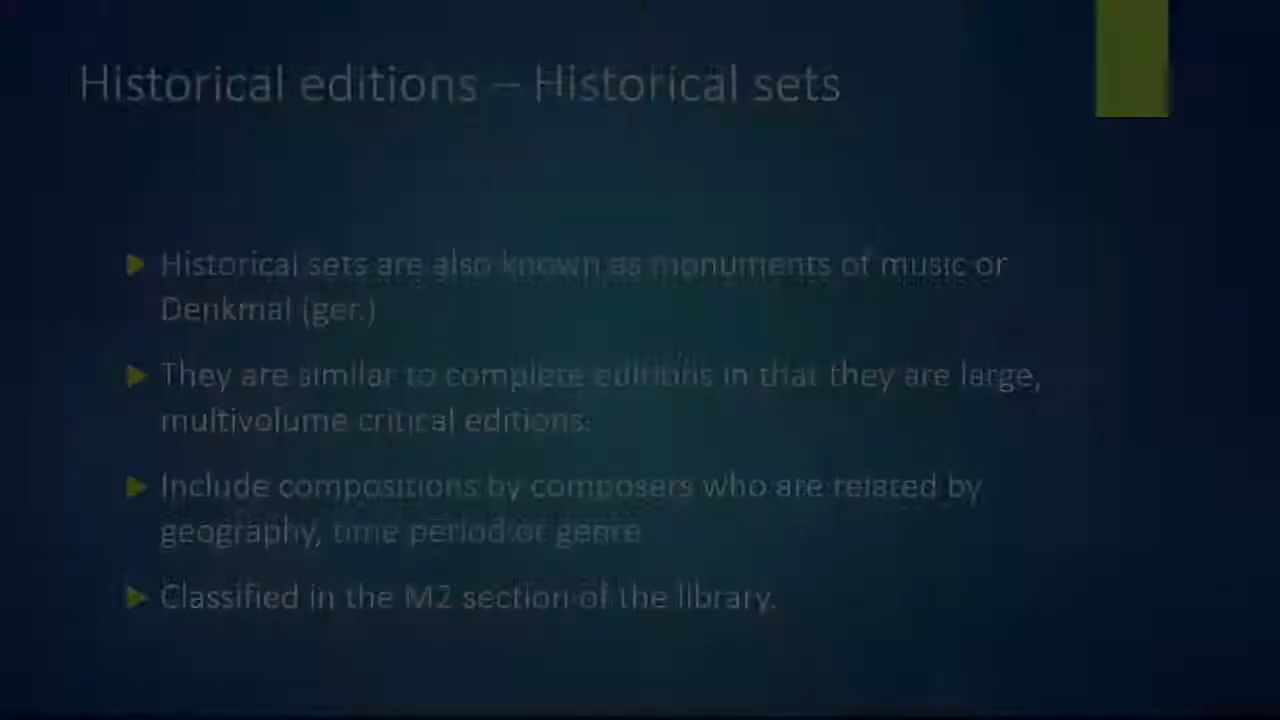 Historical editions – Historical sets
Historical sets are also known as monuments of music or
Denkmal (ger.)
They are similar to complete editions in that they are large,
multivolume critical editions.
Include compositions by composers who are related by
geography, time period or genre
Classified in the M2 section of the library.